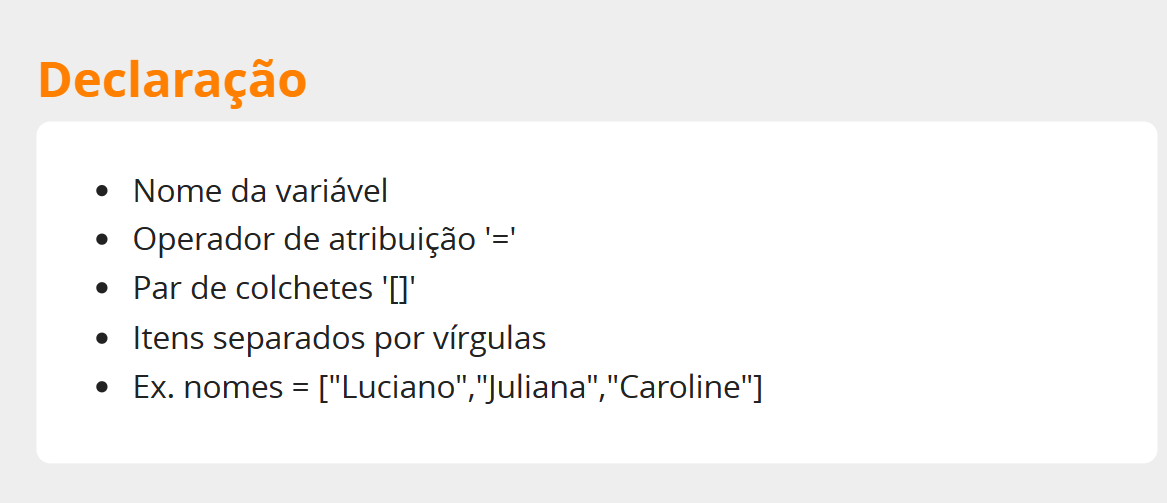 Declaração
• Nome da variável
• Operador de atribuição '='
• Par de colchetes '[]'
• Itens separados por vírgulas
• Ex. nomes = ["Luciano","Juliana","Caroline"]